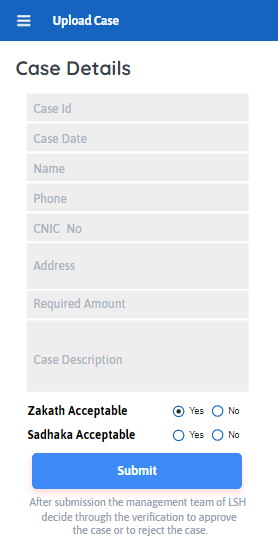 Upload Case
Case Details
Case Id
Case Date
Name
Phone
CNIC No
Address
Required Amount
Case Description
Zakath Acceptable Yes No
Sadhaka Acceptable Yes No
Submit
After submission the management team of LSH
decide through the verification to approve
the case or to reject the case.